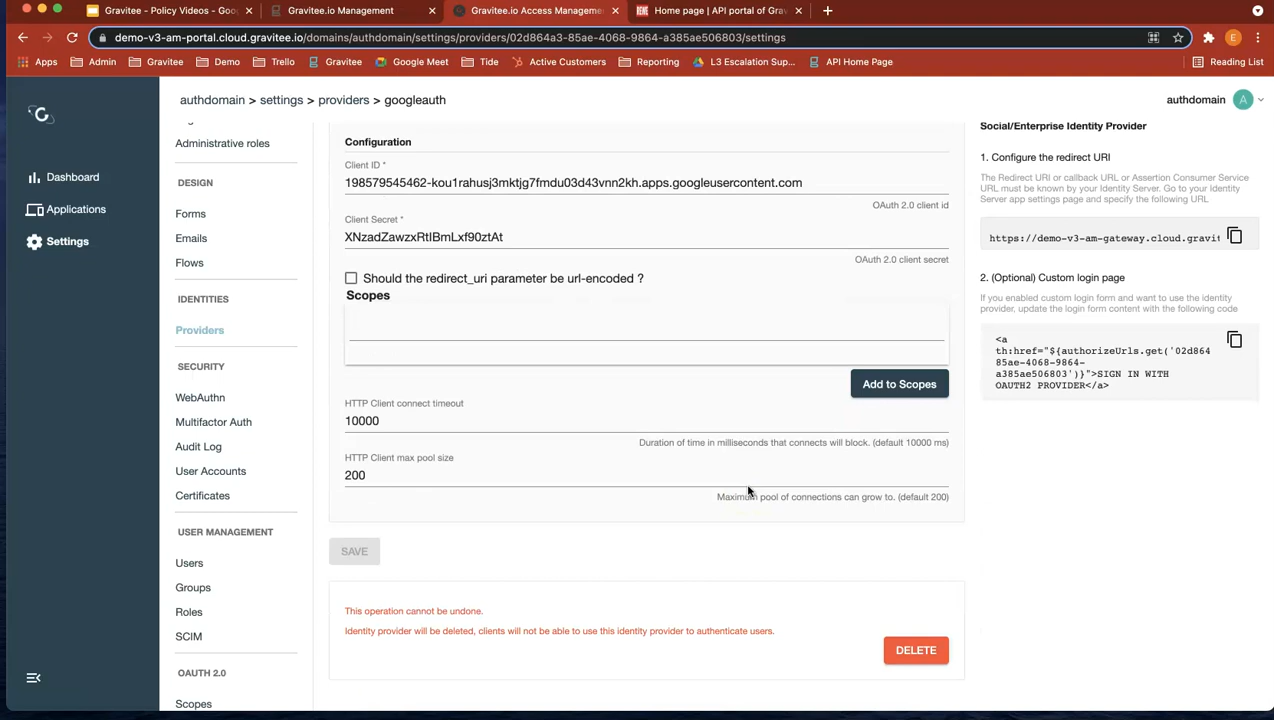 Gravitee - Policy Videos - Goo
Gravitee.io Management
Gravitee.io Access Manageme
Home page | API portal of Grav
demo-v3-am-portal.cloud.gravitee.io/domains/authdomain/settings/providers/02d864a3-85ae-4068-9864-a385ae506803/settings
E
Apps
Admin
Gravitee
Demo
Trello
Gravitee
Google Meet
Tide
Active Customers
Reporting
L3 Escalation Sup...
API Home Page
Reading List
authdomain > settings > providers > googleauth
authdomain
A
Dashboard
Applications
Settings
Administrative roles
DESIGN
Forms
Emails
Flows
IDENTITIES
Providers
SECURITY
WebAuthn
Multifactor Auth
Audit Log
User Accounts
Certificates
USER MANAGEMENT
Users
Groups
Roles
SCIM
OAUTH 2.0
Scopes
Configuration
Client ID *
198579545462-kou1rahusj3mktjg7fmdu03d43vnn2kh.apps.googleusercontent.com
OAuth 2.0 client id
Client Secret *
XNzadZawzxRtIBmLxf90ztAt
OAuth 2.0 client secret
Should the redirect_uri parameter be url-encoded ?
Scopes
Add to Scopes
HTTP Client connect timeout
10000
Duration of time in milliseconds that connects will block. (default 10000 ms)
HTTP Client max pool size
200
Maximum pool of connections can grow to. (default 200)
SAVE
This operation cannot be undone.
Identity provider will be deleted, clients will not be able to use this identity provider to authenticate users.
DELETE
Social/Enterprise Identity Provider
1. Configure the redirect URI
The Redirect URI or callback URL or Assertion Consumer Service
URL must be known by your Identity Server. Go to your Identity
Server app settings page and specify the following URL
https://demo-v3-am-gateway.cloud.gravit
2. (Optional) Custom login page
If you enabled custom login form and want to use the identity
provider, update the login form content with the following code
<a
th:href="${authorizeUrls.get('02d864
85ae-4068-9864-
a385ae506803')}">SIGN IN WITH
OAUTH2 PROVIDER</a>